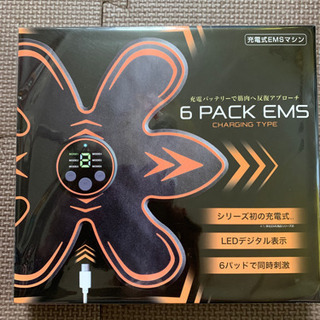 充電式EMSマシン
充電バッテリーで筋肉へ反復アプローチ
6 PACK EMS
CHARGING TYPE
8
シリーズ初の充電式
LEDデジタル表示
6パッドで同時刺激